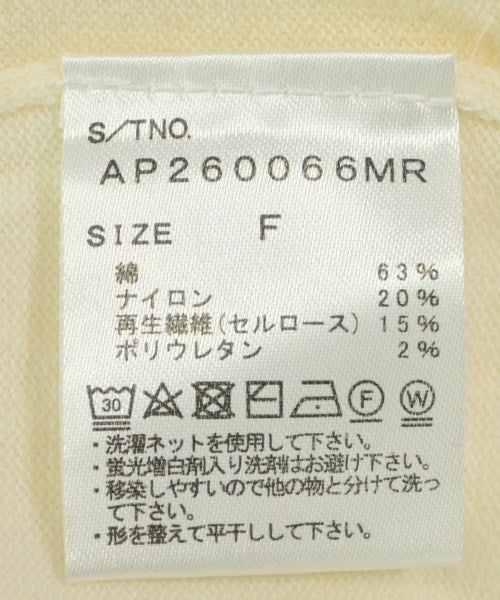 S/TNO.
AP260066MR
SIZE F
綿 63%
ナイロン 20%
再生繊維(セルロース) 15%
ポリウレタン 2%
30 F W
・洗濯ネットを使用して下さい。
・蛍光増白剤入り洗剤はお避け下さい。
・移染しやすいので他の物と分けて洗っ
て下さい。
・形を整えて平干しして下さい。